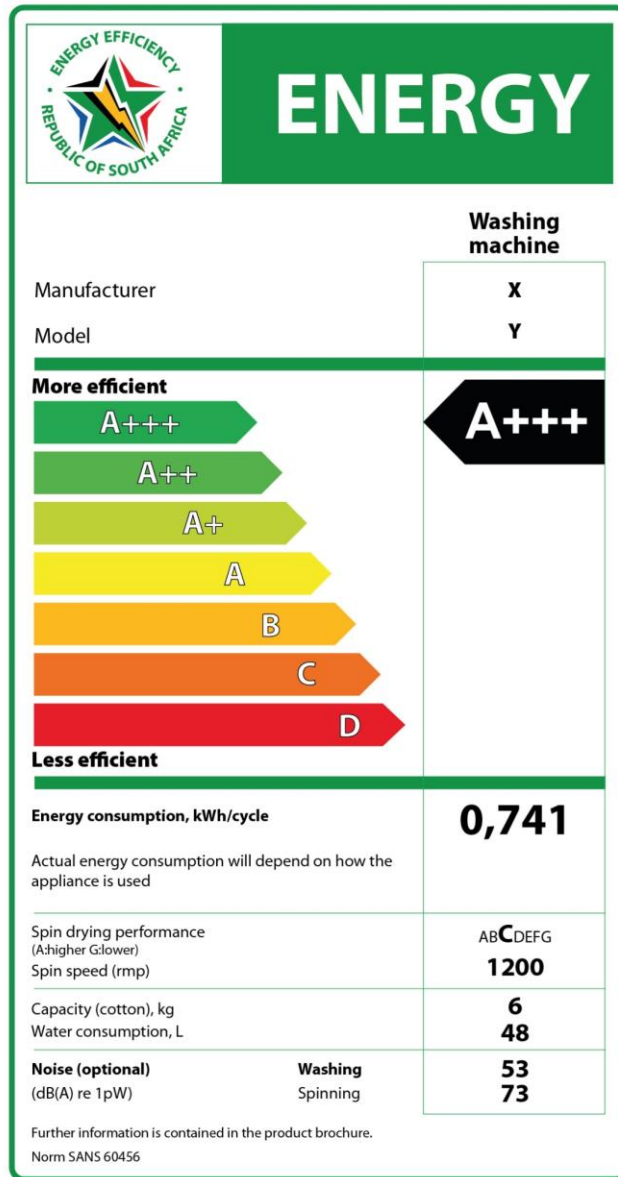 ENERGY EFFICIENCY
REPUBLIC OF SOUTH AFRICA
ENERGY
Washing
machine
Manufacturer X
Model Y
More efficient
A+++ A+++
A++
A+
A
B
C
D
Less efficient
Energy consumption, kWh/cycle 0,741
Actual energy consumption will depend on how the
appliance is used
Spin drying performance ABCDEFG
(A:higher G:lower)
Spin speed (rmp) 1200
Capacity (cotton), kg 6
Water consumption, L 48
Noise (optional) Washing 53
(dB(A) re 1pW) Spinning 73
Further information is contained in the product brochure.
Norm SANS 60456